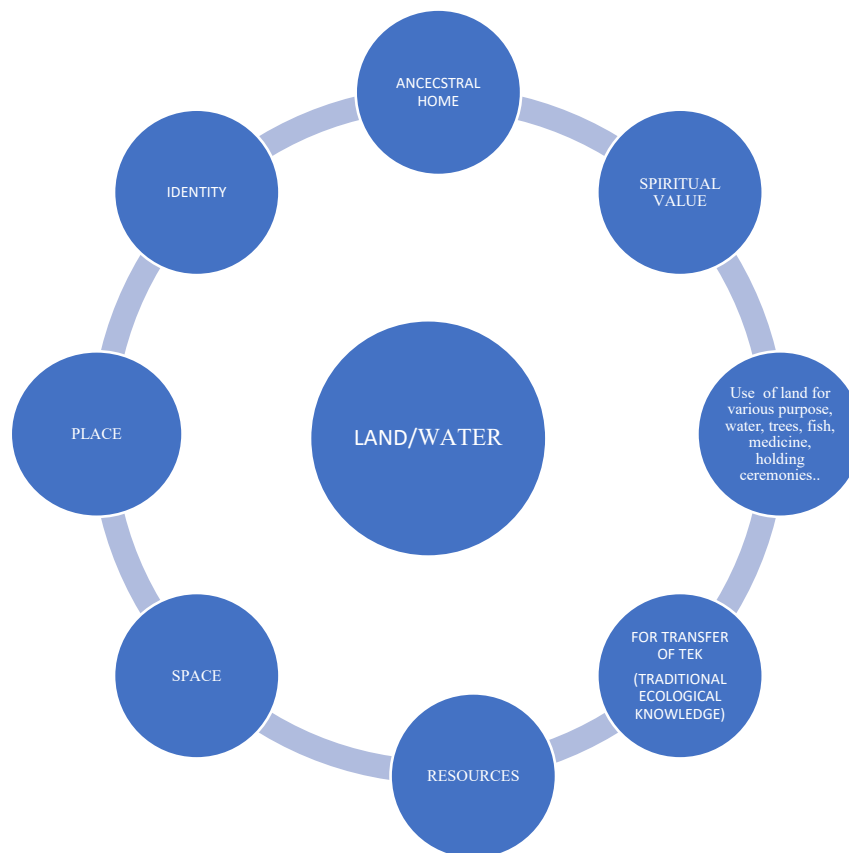 ANCECSTRAL
HOME
SPIRITUAL
VALUE
Use of land for
various purpose,
water, trees, fish,
medicine,
holding
ceremonies..
FOR TRANSFER
OF TEK
(TRADITIONAL
ECOLOGICAL
KNOWLEDGE)
RESOURCES
SPACE
PLACE
IDENTITY
LAND/WATER